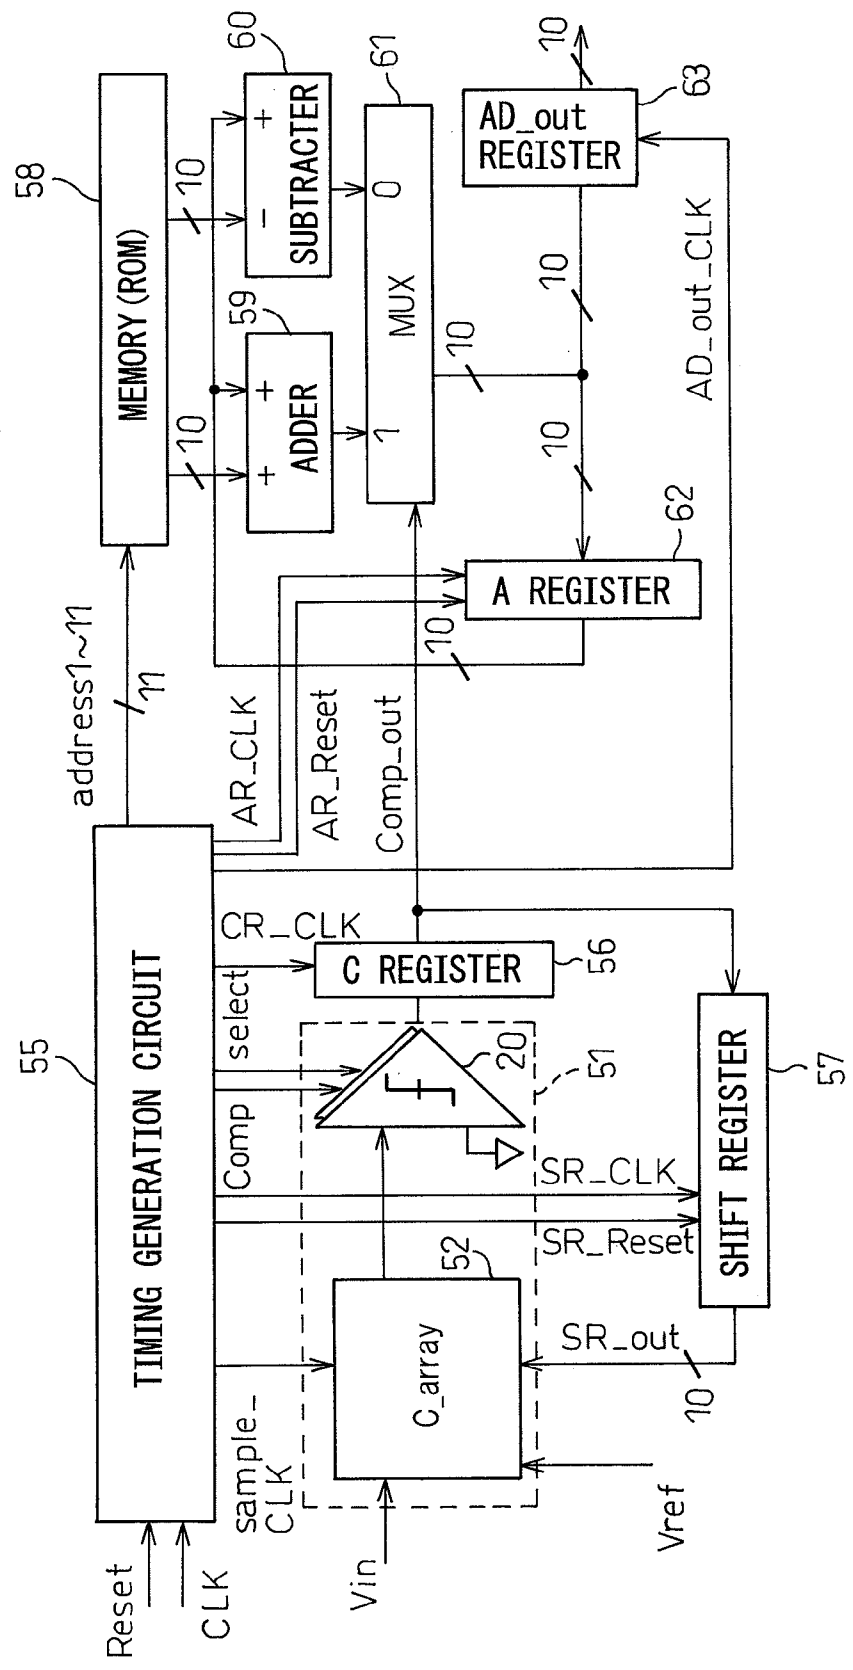 Reset
CLK
55
TIMING GENERATION CIRCUIT
address1~11
11
58
MEMORY(ROM)
10
10
60
+
-
SUBTRACTER
59
+
+
ADDER
61
1
MUX
0
10
10
10
10
AD_out
REGISTER
63
AD_out_CLK
A REGISTER
62
10
AR_CLK
AR_Reset
Comp_out
CR_CLK
C REGISTER
56
select
Comp
20
51
sample_
CLK
Vin
C_array
52
Vref
SR_CLK
SR_Reset
SR_out
10
SHIFT REGISTER
57